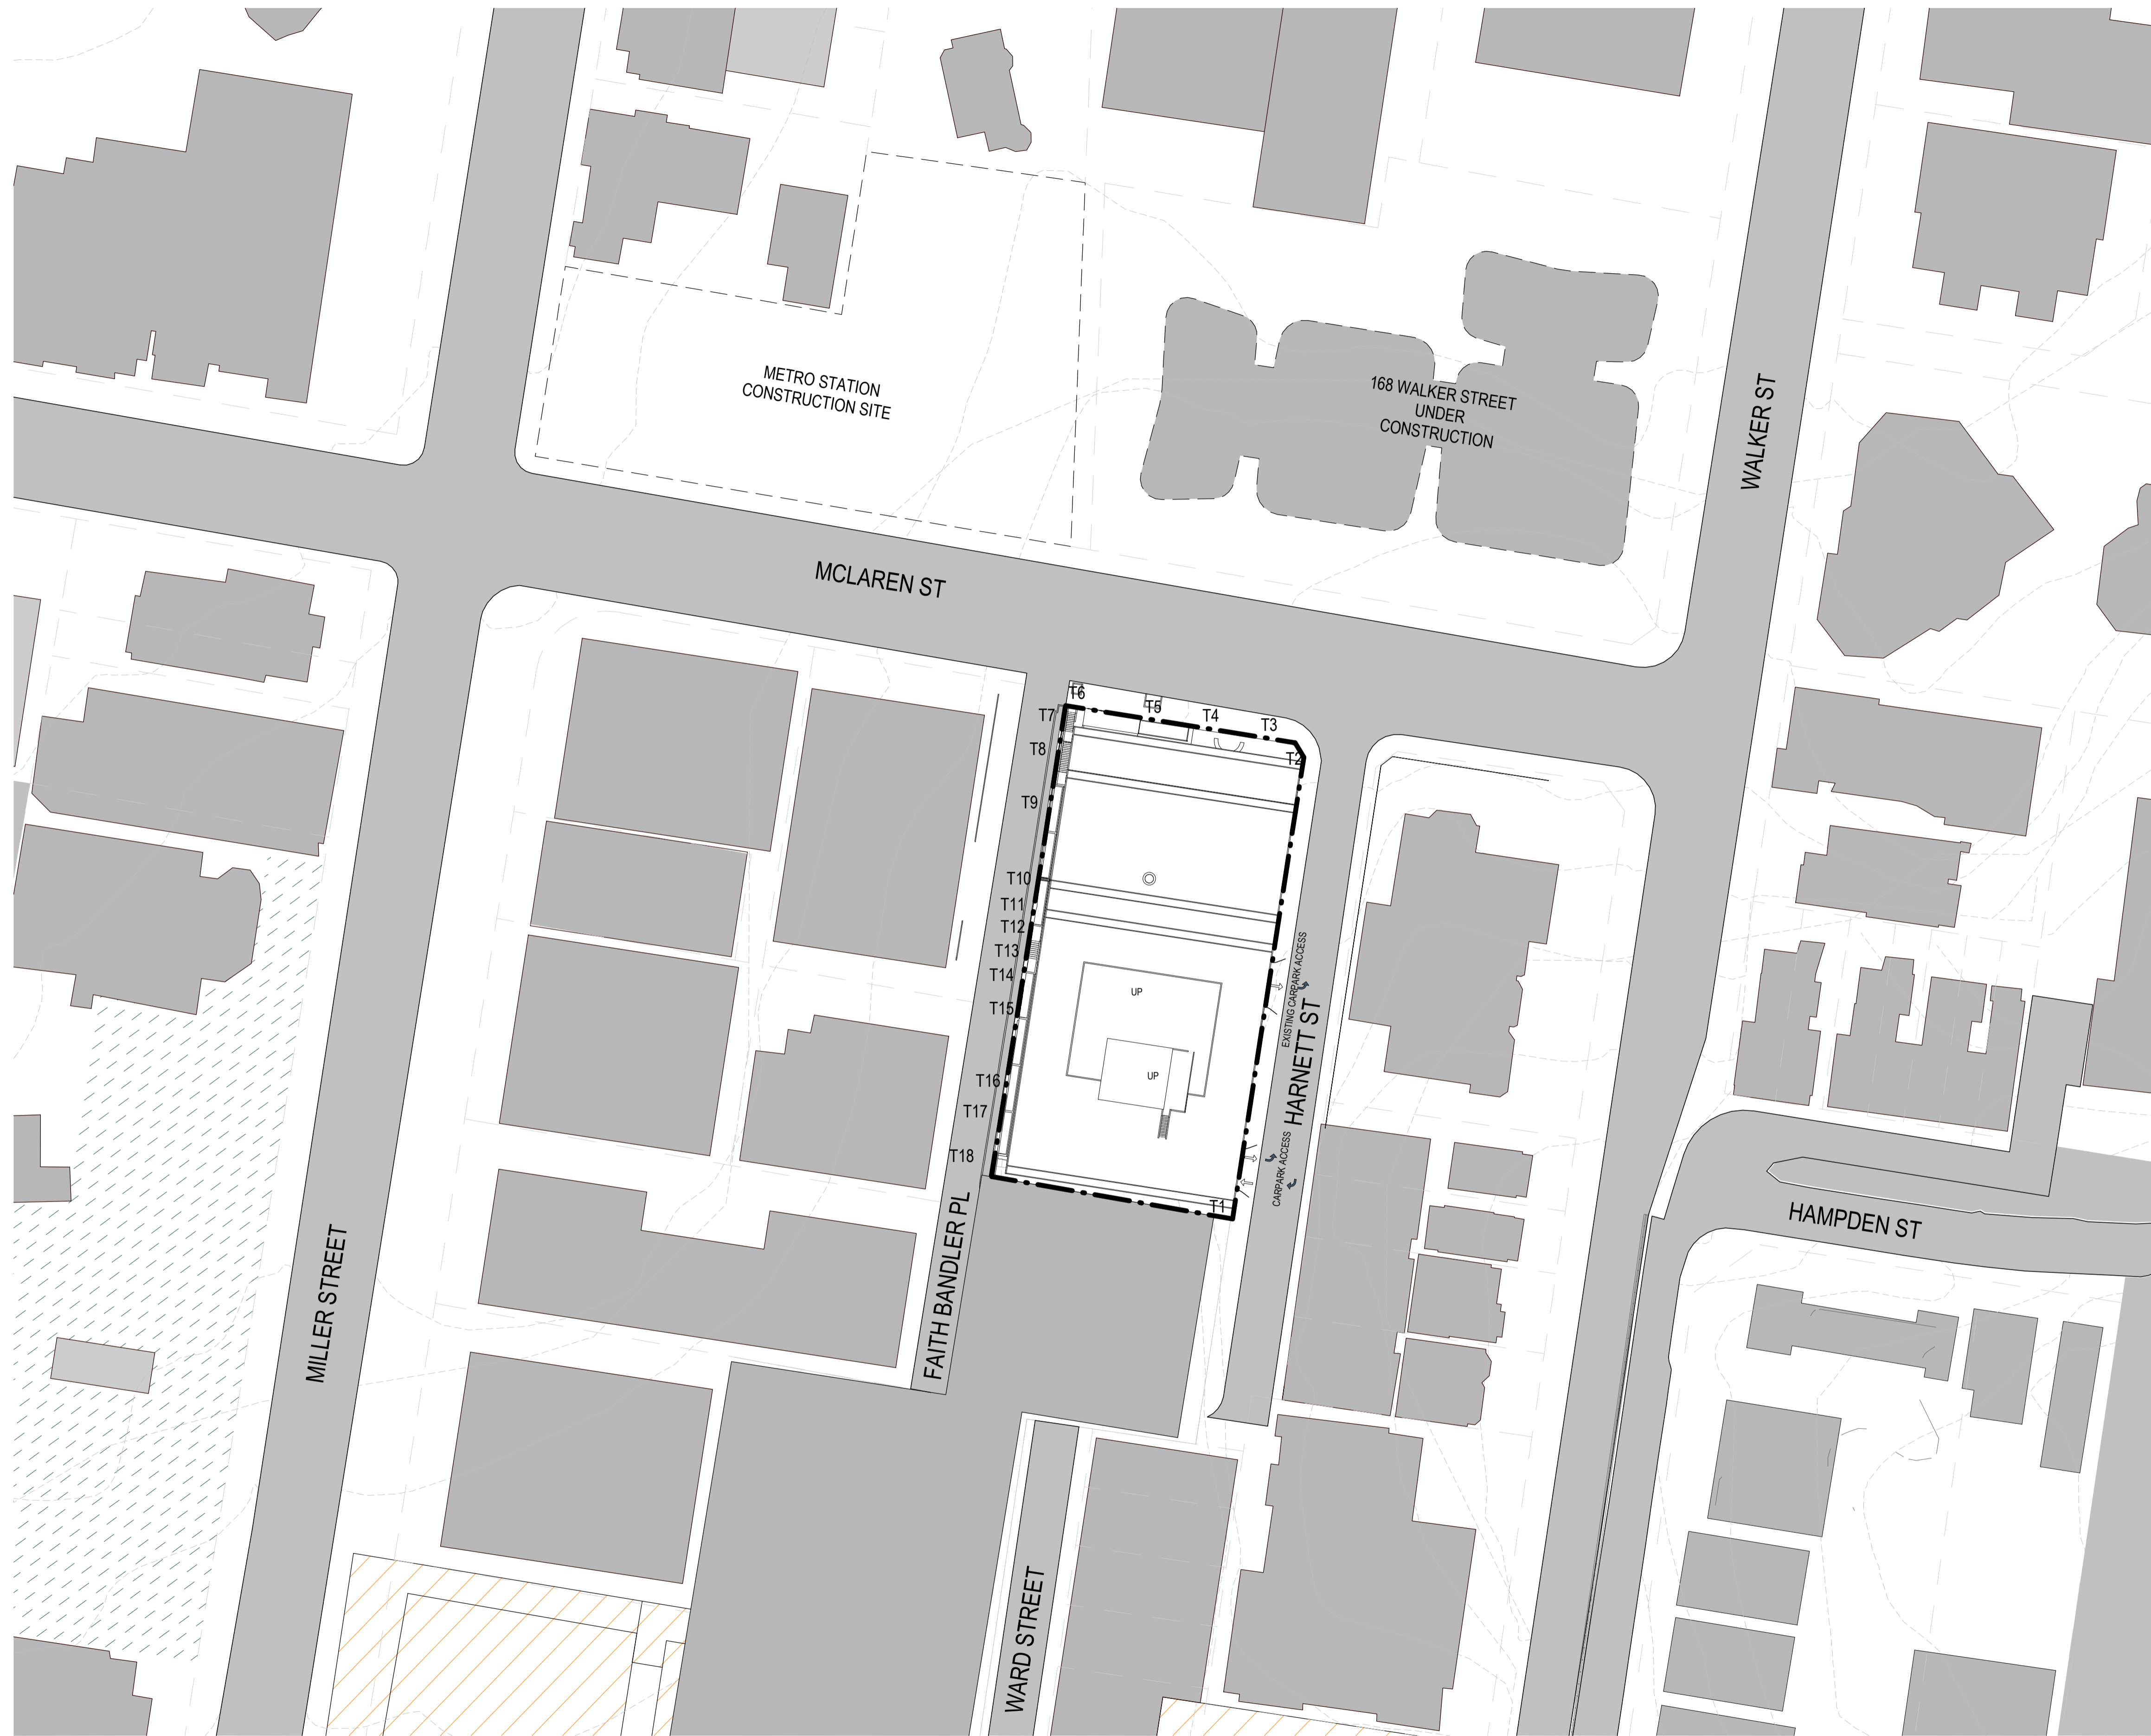 METRO STATION
CONSTRUCTION SITE
168 WALKER STREET
UNDER
CONSTRUCTION
WALKER ST
MCLAREN ST
T6
T5
T4
T3
T2
T7
T8
T9
T10
T11
T12
T13
T14
T15
T16
T17
T18
T1
UP
UP
EXISTING CARPARK ACCESS
HARNETT ST
CARPARK ACCESS
FAITH BANDLER PL
MILLER STREET
HAMPDEN ST
WARD STREET